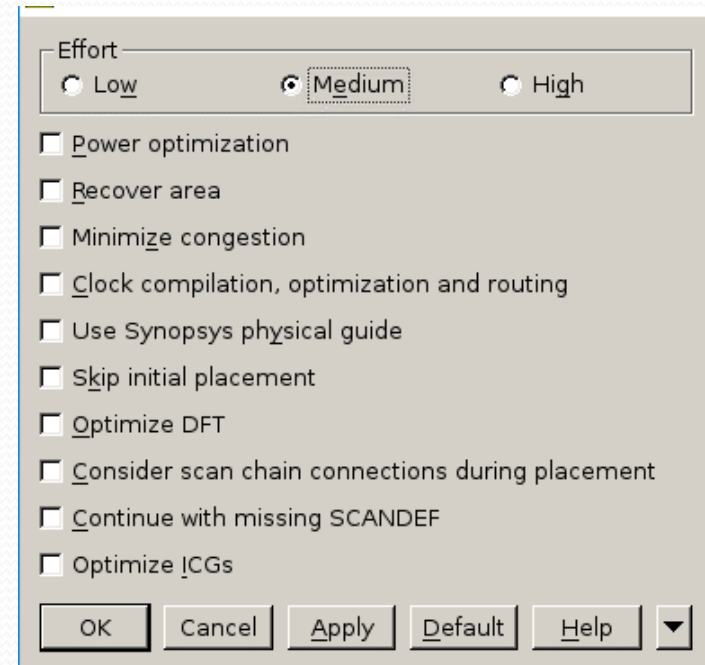 Effort
Low Medium High
Power optimization
Recover area
Minimize congestion
Clock compilation, optimization and routing
Use Synopsys physical guide
Skip initial placement
Optimize DFT
Consider scan chain connections during placement
Continue with missing SCANDEF
Optimize ICGs
OK Cancel Apply Default Help